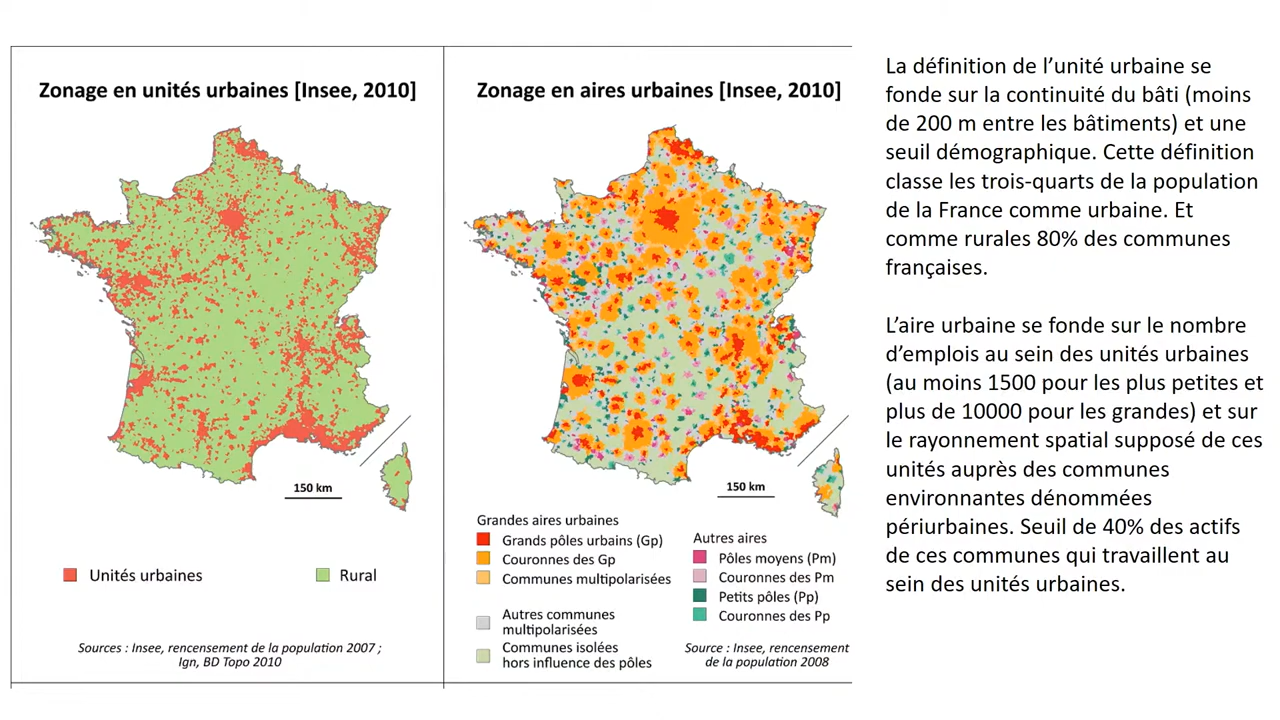 Zonage en unités urbaines [Insee, 2010]
150 km
Unités urbaines
Rural
Sources : Insee, rencensement de la population 2007 ;
Ign, BD Topo 2010
Zonage en aires urbaines [Insee, 2010]
150 km
Grandes aires urbaines
Grands pôles urbains (Gp)
Couronnes des Gp
Communes multipolarisées
Autres communes
multipolarisées
Communes isolées
hors influence des pôles
Autres aires
Pôles moyens (Pm)
Couronnes des Pm
Petits pôles (Pp)
Couronnes des Pp
Source : Insee, rencensement
de la population 2008
La définition de l’unité urbaine se
fonde sur la continuité du bâti (moins
de 200 m entre les bâtiments) et une
seuil démographique. Cette définition
classe les trois-quarts de la population
de la France comme urbaine. Et
comme rurales 80% des communes
françaises.
L’aire urbaine se fonde sur le nombre
d’emplois au sein des unités urbaines
(au moins 1500 pour les plus petites et
plus de 10000 pour les grandes) et sur
le rayonnement spatial supposé de ces
unités auprès des communes
environnantes dénommées
périurbaines. Seuil de 40% des actifs
de ces communes qui travaillent au
sein des unités urbaines.